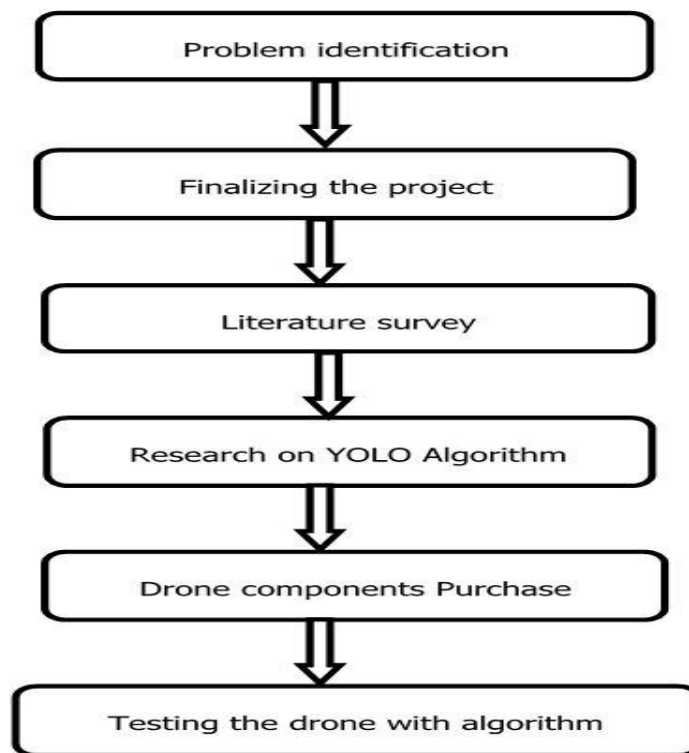 Problem identification
Finalizing the project
Literature survey
Research on YOLO Algorithm
Drone components Purchase
Testing the drone with algorithm